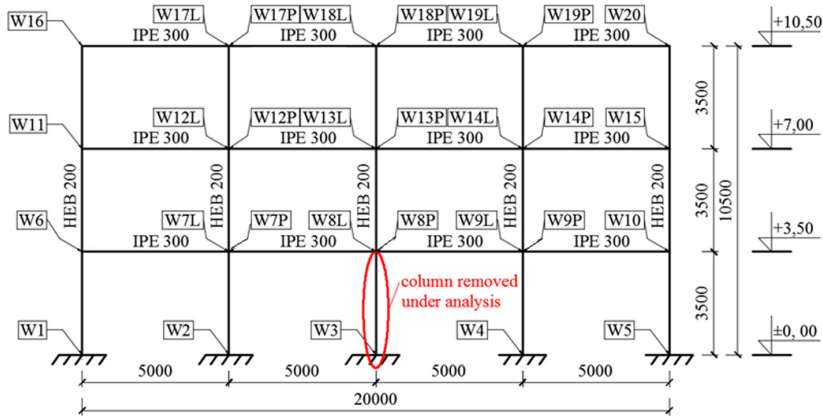 W16 W17L W17P W18L W18P W19L W19P W20 +10,50
IPE 300 IPE 300 IPE 300 IPE 300
3500
W11 W12L W12P W13L W13P W14L W14P W15 +7,00
IPE 300 IPE 300 IPE 300 IPE 300
HEB 200 HEB 200 HEB 200 HEB 200 3500 10500
W6 W7L W7P W8L W8P W9L W9P W10 +3,50
IPE 300 IPE 300 IPE 300 IPE 300
column removed
under analysis
3500
W1 W2 W3 W4 W5 ±0, 00
5000 5000 5000 5000
20000